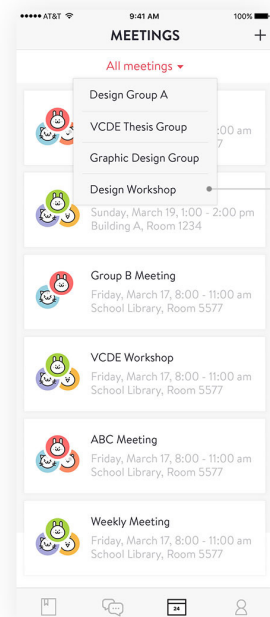 AT&T 9:41 AM 100%
MEETINGS
All meetings
Design Group A
VCDE Thesis Group
:00 am
7
Graphic Design Group
Design Workshop
Sunday, March 19, 1:00 - 2:00 pm
Building A, Room 1234
Group B Meeting
Friday, March 17, 8:00 - 11:00 am
School Library, Room 5577
VCDE Workshop
Friday, March 17, 8:00 - 11:00 am
School Library, Room 5577
ABC Meeting
Friday, March 17, 8:00 - 11:00 am
School Library, Room 5577
Weekly Meeting
Friday, March 17, 8:00 - 11:00 am
School Library, Room 5577
24